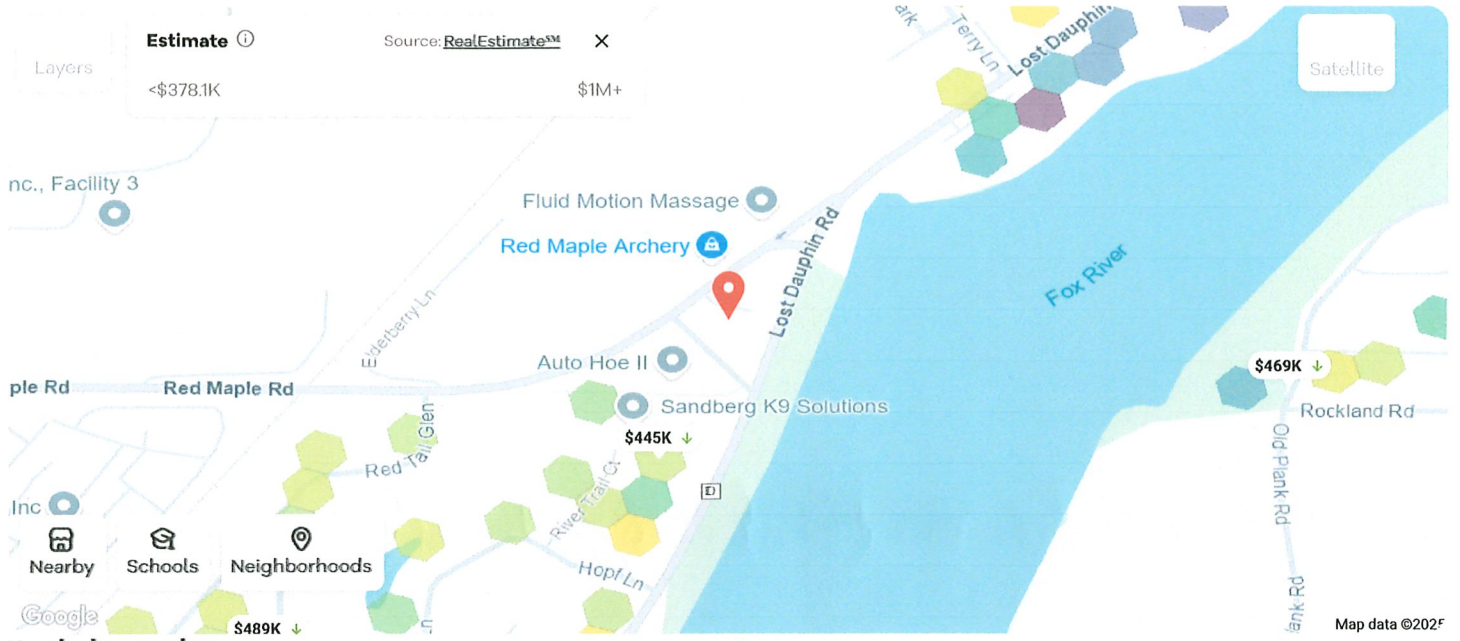 Estimate
Source: RealEstimate℠
Layers
<$378.1K
$1M+
Satellite
Terry Ln
Lost Dauphin
nc., Facility 3
Fluid Motion Massage
Red Maple Archery
Lost Dauphin Rd
Fox River
Elderberry Ln
Auto Hoe II
$469K ↓
ple Rd
Red Maple Rd
Sandberg K9 Solutions
Rockland Rd
$445K ↓
Red Tail Glen
Old Plank Rd
River Trail Ct
D
Inc
Nearby
Schools
Neighborhoods
Hopf Ln
Google
$489K ↓
Map data ©2025